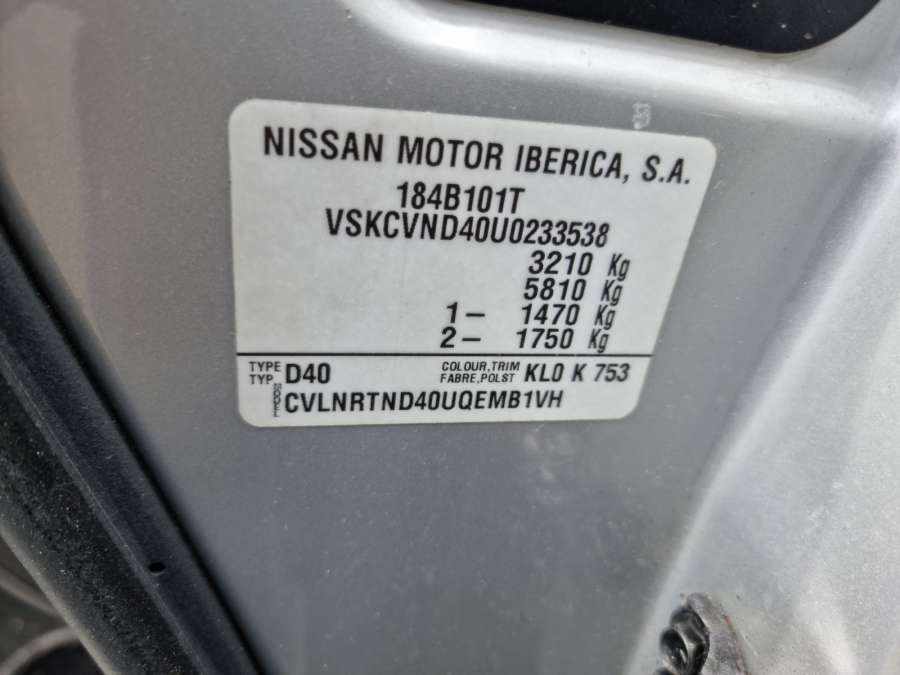 NISSAN MOTOR IBERICA, S.A.
184B101T
VSKCVND40U0233538
3210 Kg
5810 Kg
1- 1470 Kg
2- 1750 Kg
TYPE
TYP D40
COLOUR,TRIM
FABRE,POLST KL0 K 753
MODEL CVLNRTND40UQEMB1VH